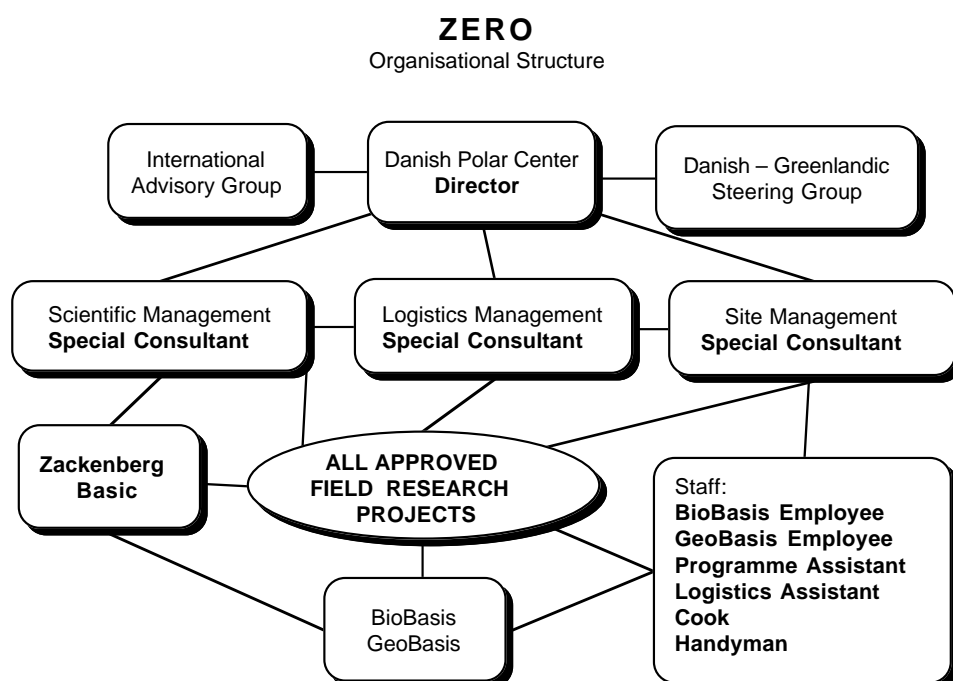 ZERO
Organisational Structure
International
Advisory Group
Danish Polar Center
Director
Danish – Greenlandic
Steering Group
Scientific Management
Special Consultant
Logistics Management
Special Consultant
Site Management
Special Consultant
Zackenberg
Basic
ALL APPROVED
FIELD RESEARCH
PROJECTS
Staff:
BioBasis Employee
GeoBasis Employee
Programme Assistant
Logistics Assistant
Cook
Handyman
BioBasis
GeoBasis